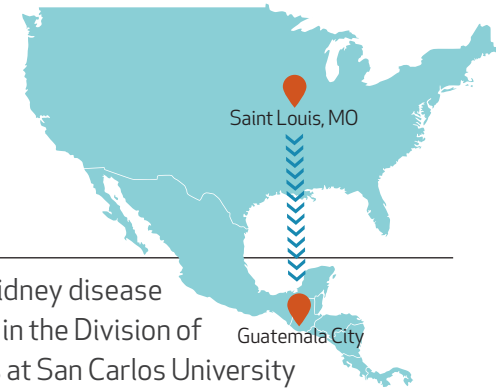 Saint Louis, MO
idney disease
in the Division of
Guatemala City
at San Carlos University